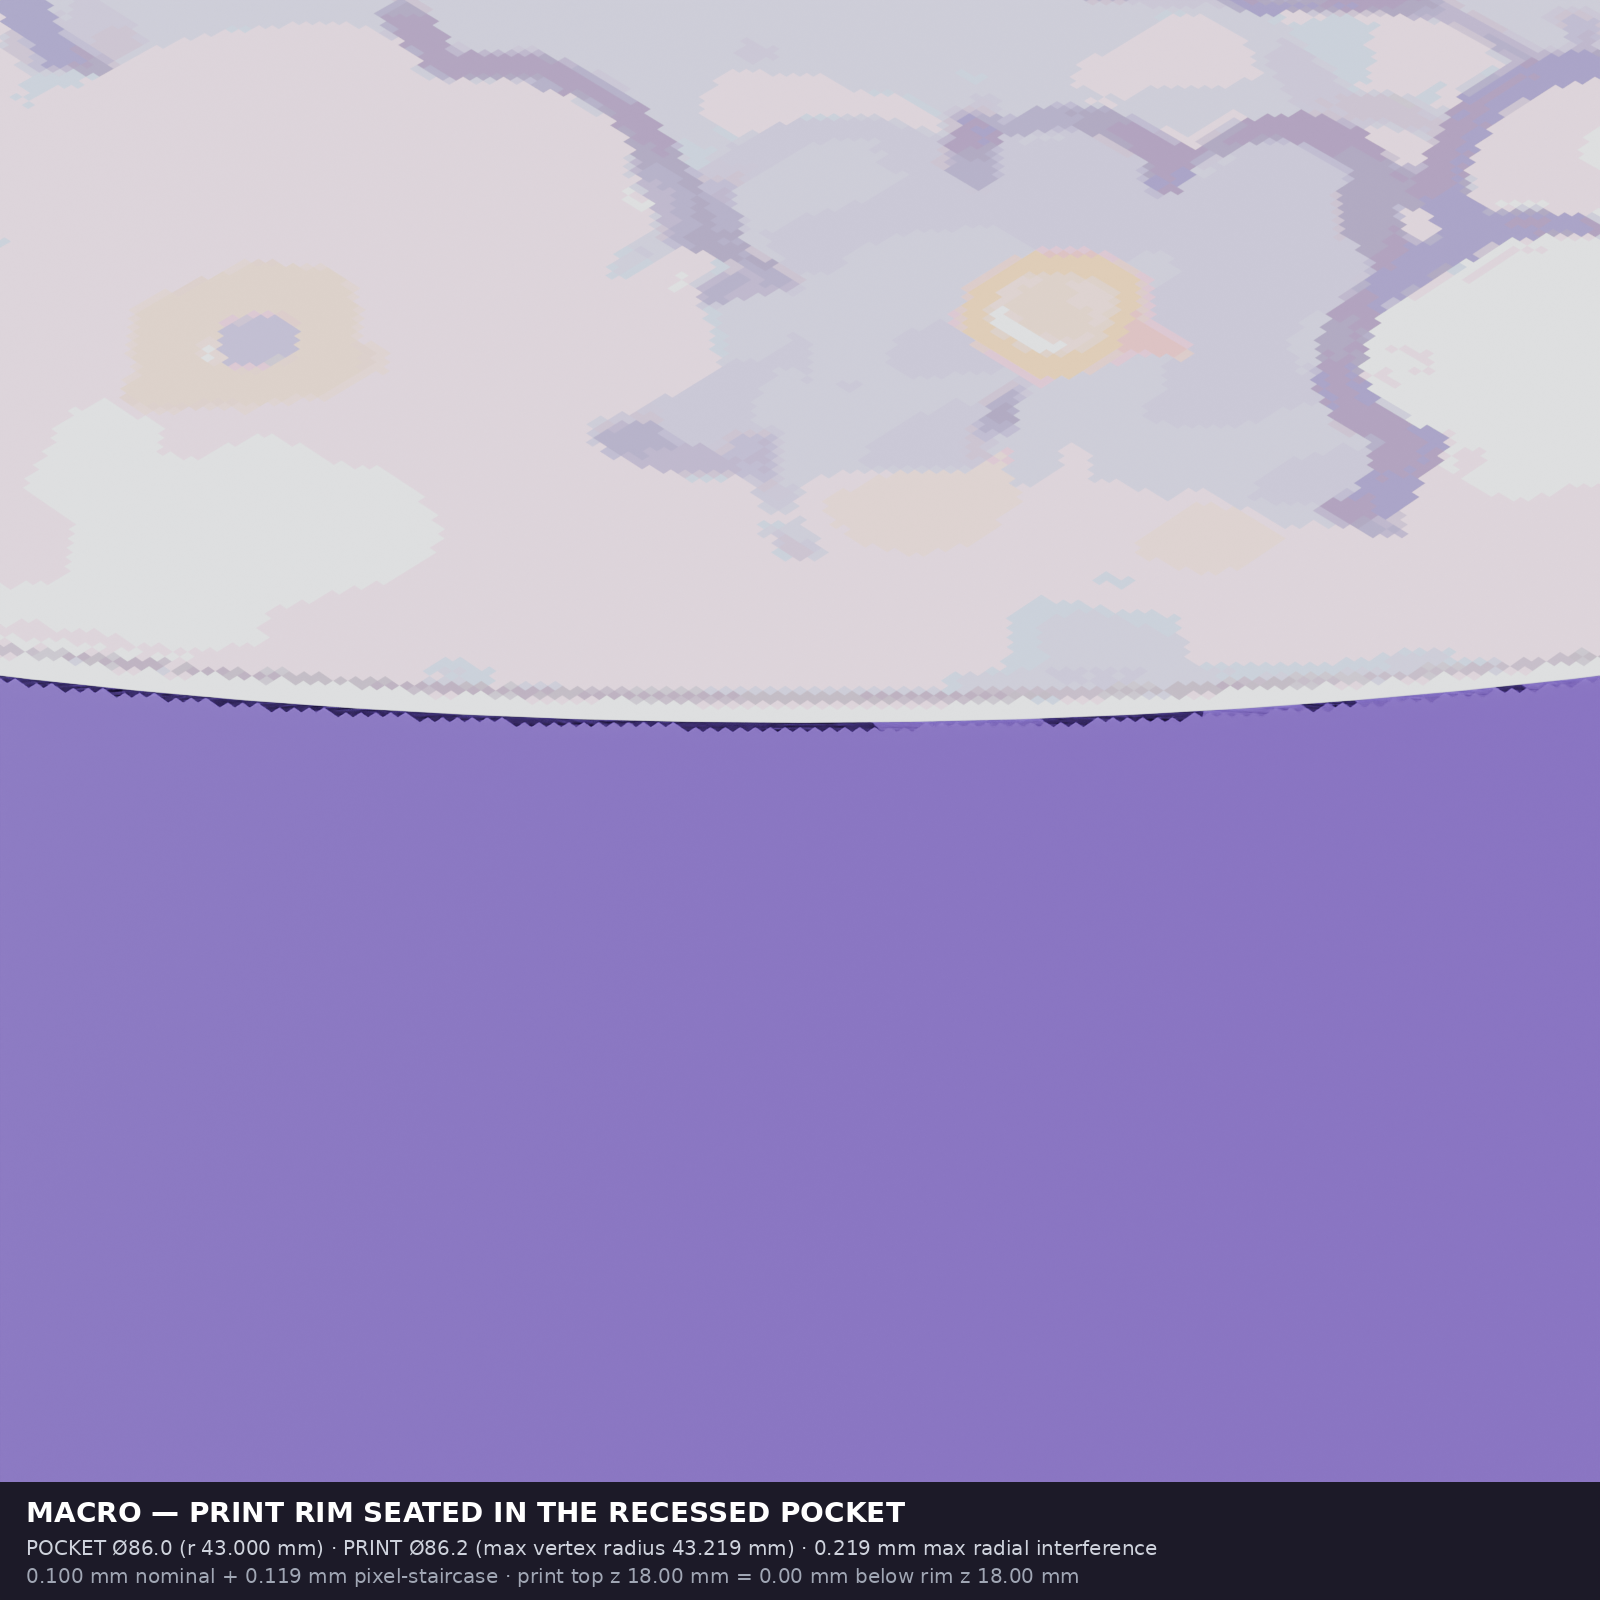 MACRO — PRINT RIM SEATED IN THE RECESSED POCKET
POCKET Ø86.0 (r 43.000 mm) · PRINT Ø86.2 (max vertex radius 43.219 mm) · 0.219 mm max radial interference
0.100 mm nominal + 0.119 mm pixel-staircase · print top z 18.00 mm = 0.00 mm below rim z 18.00 mm